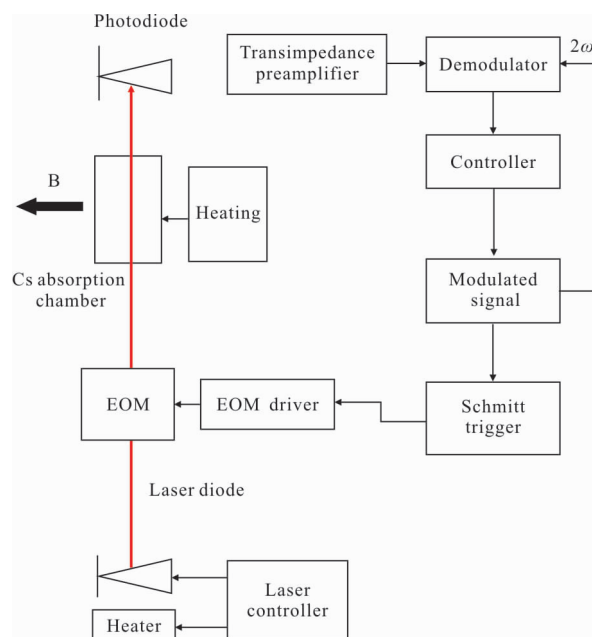 Photodiode
Transimpedance
preamplifier
Demodulator
2ω
Controller
B
Heating
Cs absorption
chamber
Modulated
signal
EOM
EOM driver
Schmitt
trigger
Laser diode
Laser
controller
Heater